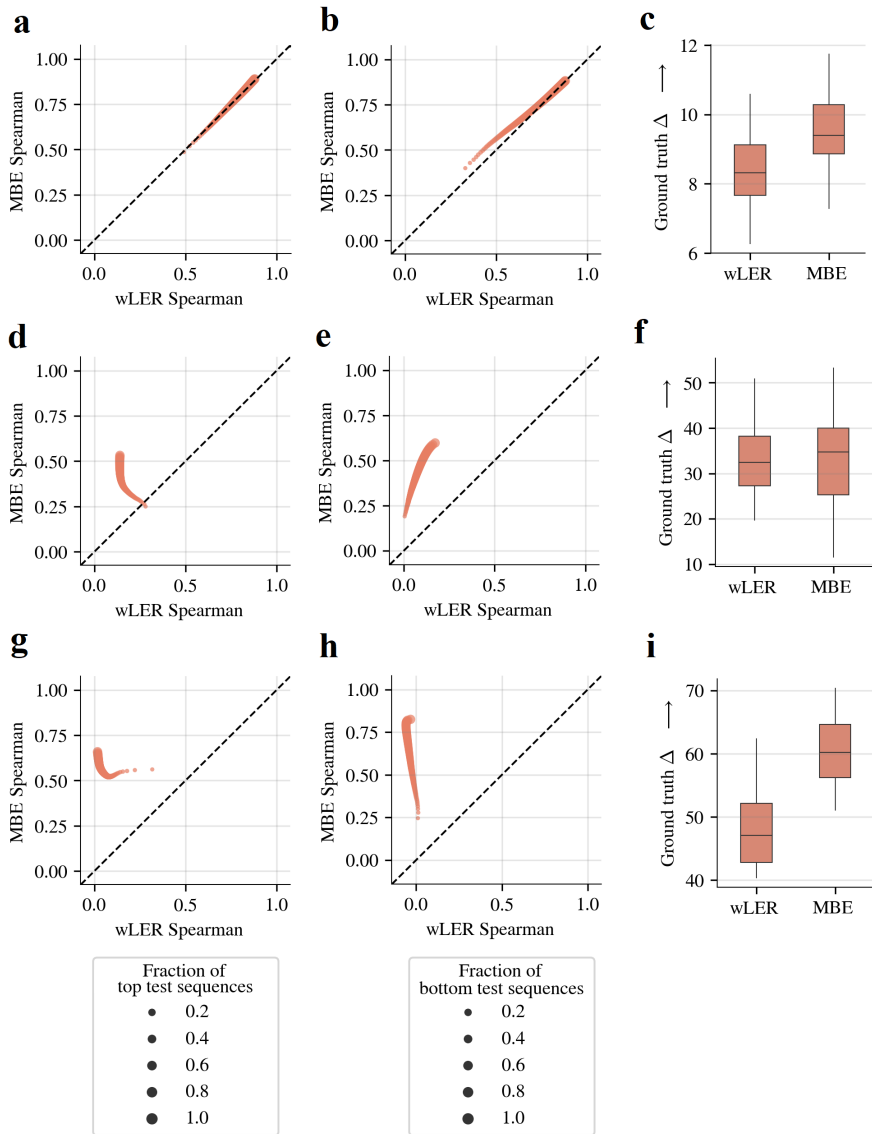 a
MBE Spearman
1.00
0.75
0.50
0.25
0.00
0.0 0.5 1.0
wLER Spearman
b
MBE Spearman
1.00
0.75
0.50
0.25
0.00
0.0 0.5 1.0
wLER Spearman
c
Ground truth Δ →
12
10
8
6
wLER MBE
d
MBE Spearman
1.00
0.75
0.50
0.25
0.00
0.0 0.5 1.0
wLER Spearman
e
MBE Spearman
1.00
0.75
0.50
0.25
0.00
0.0 0.5 1.0
wLER Spearman
f
Ground truth Δ →
50
40
30
20
10
wLER MBE
g
MBE Spearman
1.00
0.75
0.50
0.25
0.00
0.0 0.5 1.0
wLER Spearman
h
MBE Spearman
1.00
0.75
0.50
0.25
0.00
0.0 0.5 1.0
wLER Spearman
i
Ground truth Δ →
70
60
50
40
wLER MBE
Fraction of
top test sequences
0.2
0.4
0.6
0.8
1.0
Fraction of
bottom test sequences
0.2
0.4
0.6
0.8
1.0